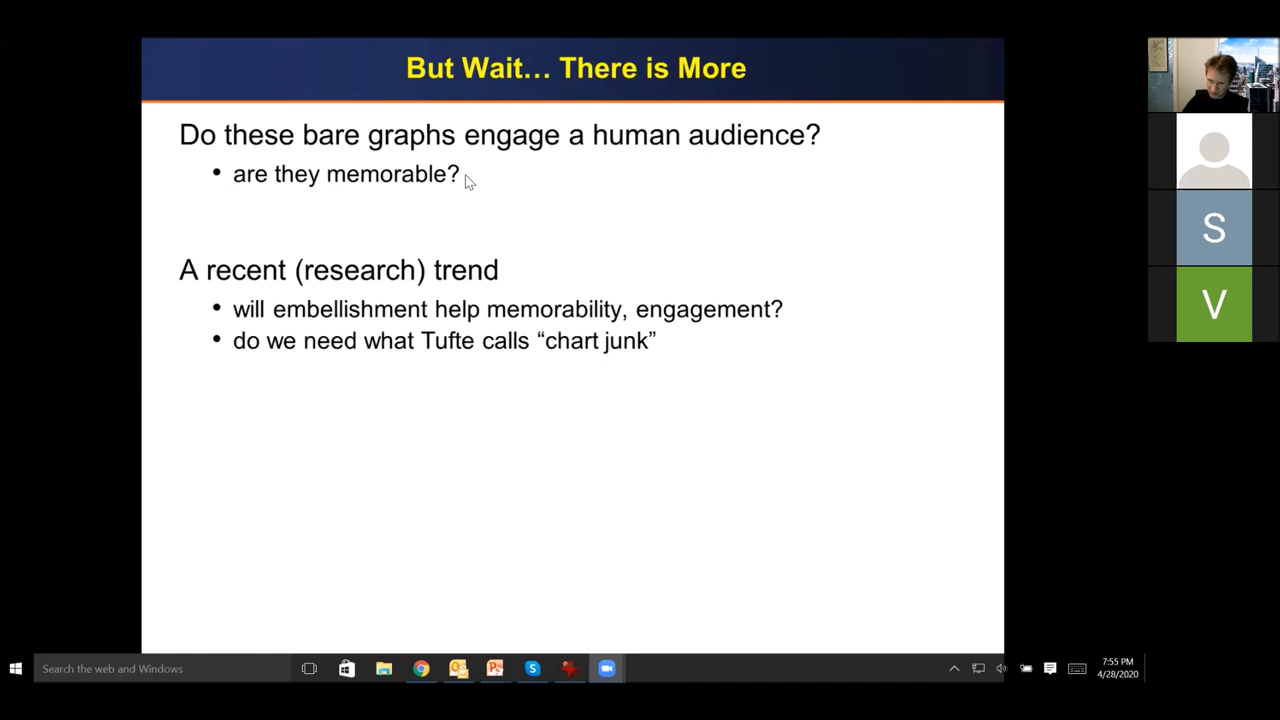 But Wait… There is More
Do these bare graphs engage a human audience?
• are they memorable?
A recent (research) trend
• will embellishment help memorability, engagement?
• do we need what Tufte calls “chart junk”
S
V
Search the web and Windows
7:55 PM
4/28/2020